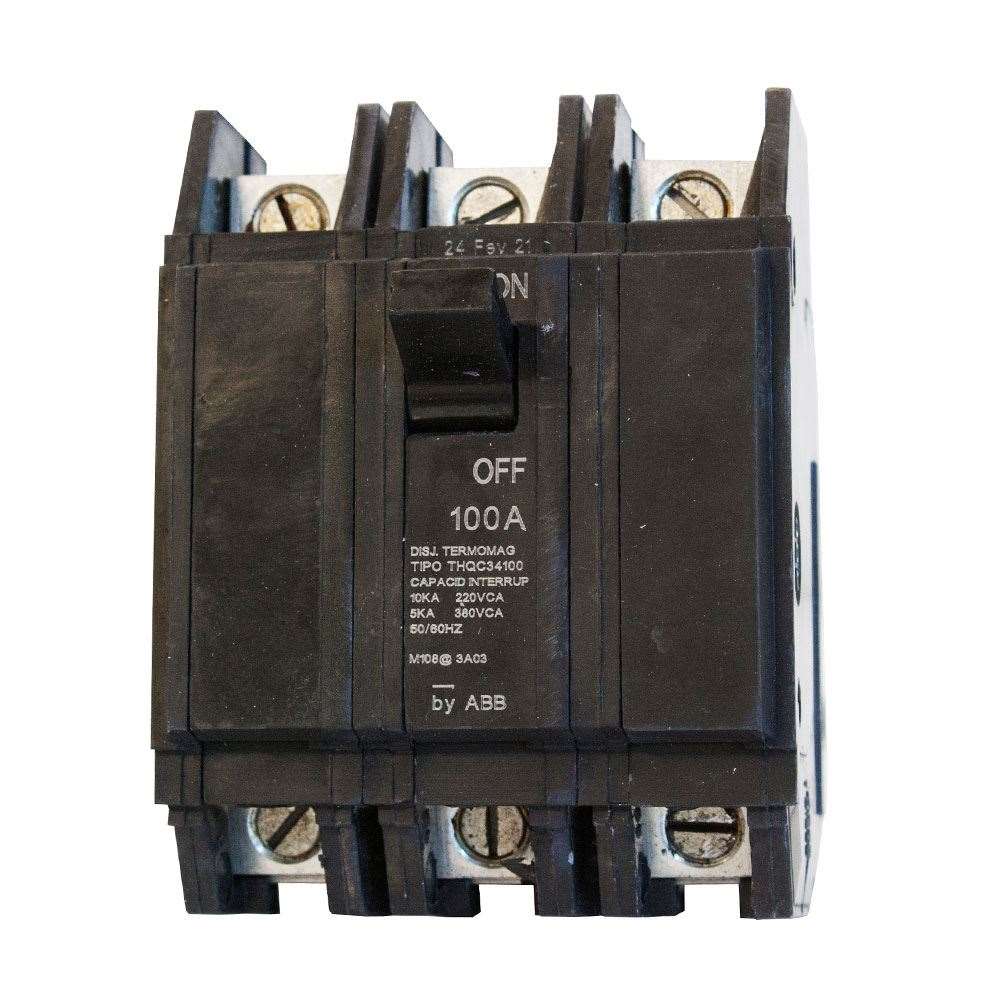 24 Fev 21
ON
OFF
100A
DISJ. TERMOMAG
TIPO THQC34100
CAPACID INTERRUP
10KA 220VCA
5KA 380VCA
50/60HZ
M108@ 3A03
by ABB